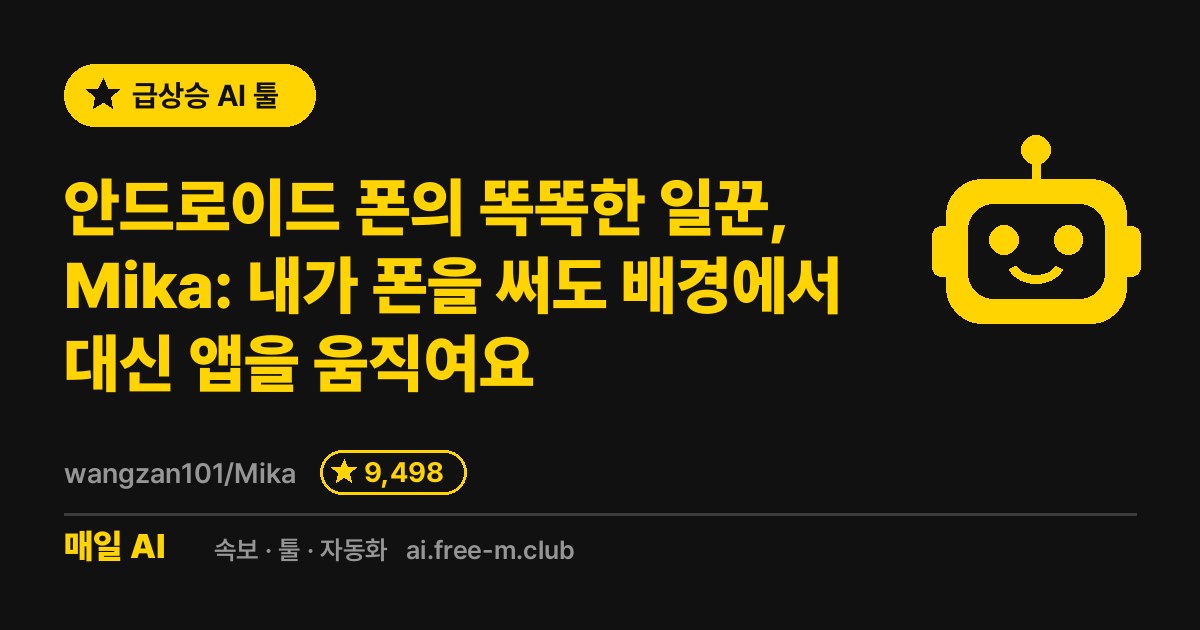 ★ 급상승 AI 툴
안드로이드 폰의 똑똑한 일꾼,
Mika: 내가 폰을 써도 배경에서
대신 앱을 움직여요
wangzan101/Mika ★ 9,498
매일 AI 속보 · 툴 · 자동화 ai.free-m.club